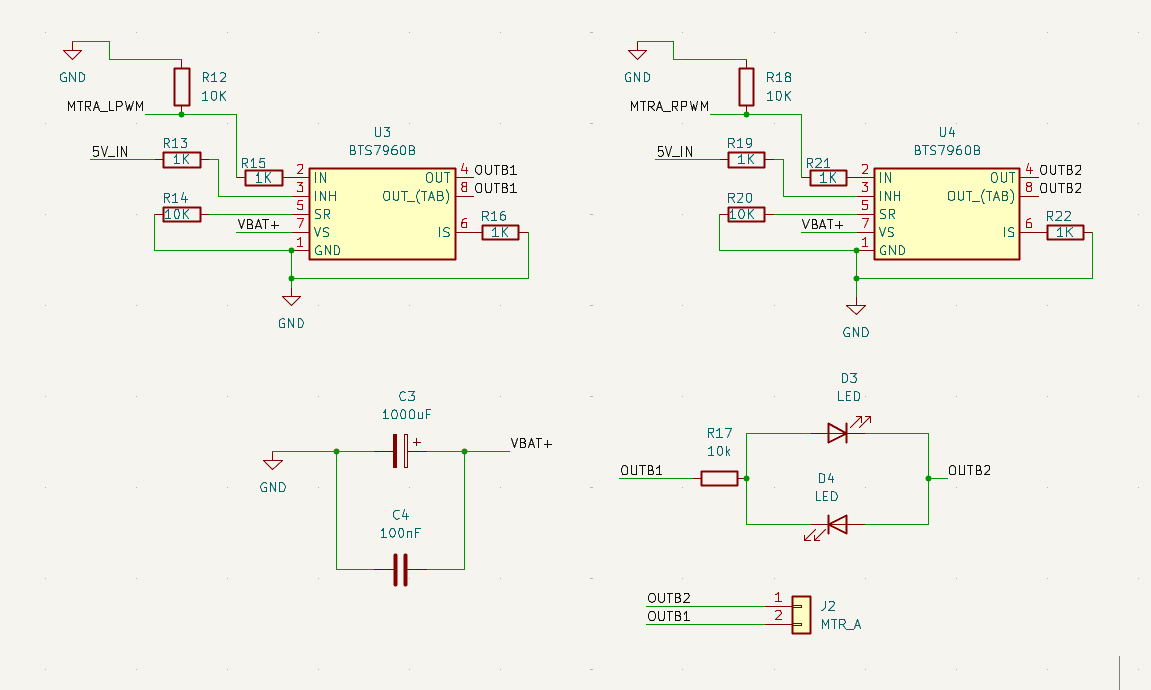 GND
R12
10K
MTRA_LPWM
5V_IN
R13
1K
R15
1K
R14
10K
VBAT+
U3
BTS7960B
2
IN
3
INH
5
SR
7
VS
1
GND
4
OUT
OUTB1
8
OUT_(TAB)
OUTB1
6
IS
R16
1K
GND
GND
R18
10K
MTRA_RPWM
5V_IN
R19
1K
R21
1K
R20
10K
VBAT+
U4
BTS7960B
2
IN
3
INH
5
SR
7
VS
1
GND
4
OUT
OUTB2
8
OUT_(TAB)
OUTB2
6
IS
R22
1K
GND
C3
1000uF
+
VBAT+
GND
C4
100nF
D3
LED
R17
10k
OUTB1
D4
LED
OUTB2
OUTB2
1
OUTB1
2
J2
MTR_A